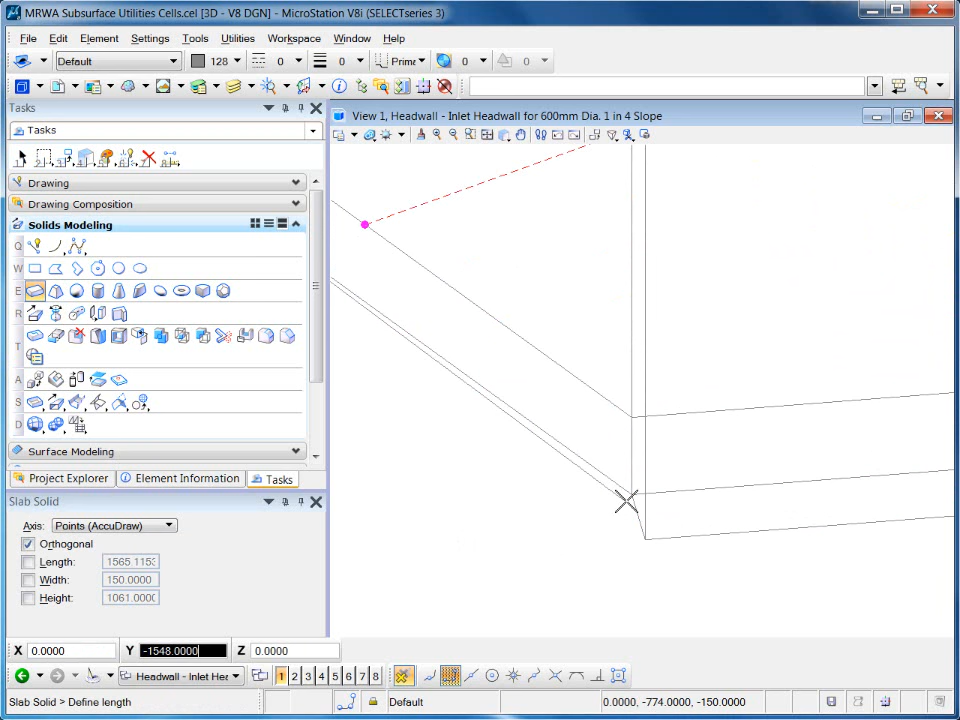 MRWA Subsurface Utilities Cells.cel [3D - V8 DGN] - MicroStation V8i (SELECTseries 3)
File Edit Element Settings Tools Utilities Workspace Window Help
Default 128 0 0 Prima 0 0
Tasks
View 1, Headwall - Inlet Headwall for 600mm Dia. 1 in 4 Slope
Tasks
Drawing
Drawing Composition
Solids Modeling
Q
W
E
R
T
A
S
D
Surface Modeling
Project Explorer Element Information Tasks
Slab Solid
Axis: Points (AccuDraw)
Orthogonal
Length: 1565.115
Width: 150.0000
Height: 1061.000
X 0.0000 Y -1548.0000 Z 0.0000
Headwall - Inlet Hea 1 2 3 4 5 6 7 8
Slab Solid > Define length Default 0.0000, -774.0000, -150.0000